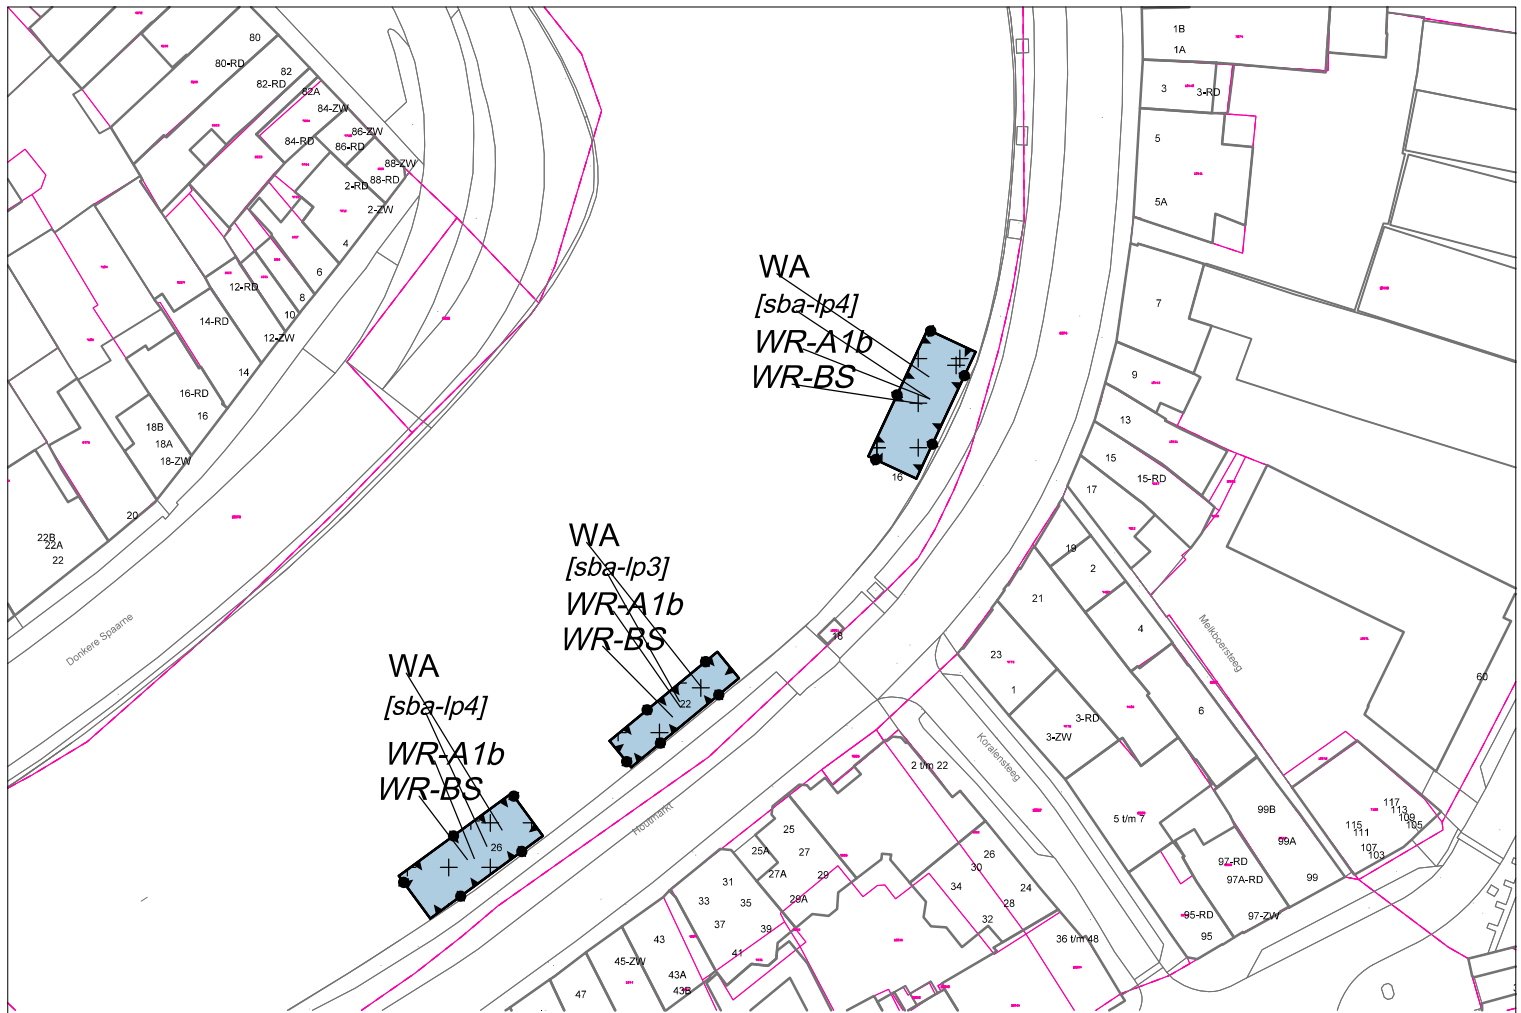 80
80-RD
82
82-RD
82A
84-ZW
84-RD
86-ZW
86-RD
88-ZW
88-RD
2-RD
2-ZW
4
6
8
10
12-RD
12-ZW
14-RD
14
16-RD
16
18B
18A
18-ZW
20
22B
22A
22
Donkere Spaarne
WA
[sba-lp4]
WR-A1b
WR-BS
16
WA
[sba-lp3]
WR-A1b
WR-BS
22
18
WA
[sba-lp4]
WR-A1b
WR-BS
26
Houtmarkt
1B
1A
3
3-RD
5
5A
7
9
13
15
15-RD
17
19
2
21
4
Melkboersteeg
23
1
3-RD
3-ZW
6
60
Koralensteeg
2 t/m 22
5 t/m 7
99B
99A
99
97-RD
97A-RD
97-ZW
95-RD
95
117
113
109
105
115
111
107
103
25
25A
27
27A
29
29A
31
33
35
37
39
41
43
43A
43B
45-ZW
47
26
30
34
24
28
32
36 t/m 48